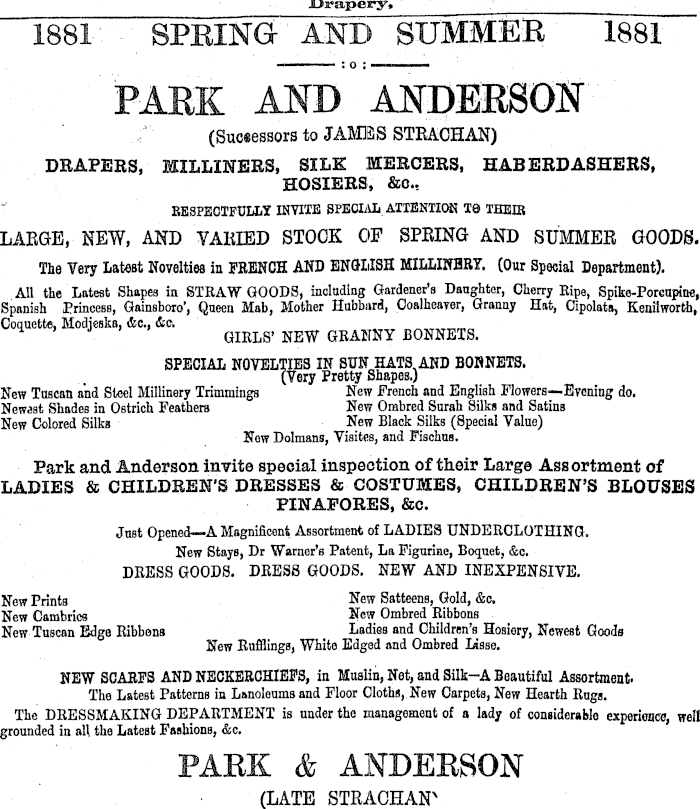 Drapery.
1881 SPRING AND SUMMER 1881
:o:
PARK AND ANDERSON
(Successors to JAMES STRACHAN)
DRAPERS, MILLINERS, SILK MERCERS, HABERDASHERS,
HOSIERS, &c.,
RESPECTFULLY INVITE SPECIAL ATTENTION TO THEIR
LARGE, NEW, AND VARIED STOCK OF SPRING AND SUMMER GOODS.
The Very Latest Novelties in FRENCH AND ENGLISH MILLINERY. (Our Special Department).
All the Latest Shapes in STRAW GOODS, including Gardener's Daughter, Cherry Ripe, Spike-Porcupine,
Spanish Princess, Gainsboro', Queen Mab, Mother Hubbard, Coalheaver, Granny Hat, Cipolata, Kenilworth,
Coquette, Modjeska, &c., &c.
GIRLS' NEW GRANNY BONNETS.
SPECIAL NOVELTIES IN SUN HATS AND BONNETS.
(Very Pretty Shapes.)
New Tuscan and Steel Millinery Trimmings
Newest Shades in Ostrich Feathers
New Colored Silks
New French and English Flowers—Evening do.
New Ombred Surah Silks and Satins
New Black Silks (Special Value)
New Dolmans, Visites, and Fischus.
Park and Anderson invite special inspection of their Large Assortment of
LADIES & CHILDREN'S DRESSES & COSTUMES, CHILDREN'S BLOUSES
PINAFORES, &c.
Just Opened—A Magnificent Assortment of LADIES UNDERCLOTHING.
New Stays, Dr Warner's Patent, La Figurine, Boquet, &c.
DRESS GOODS. DRESS GOODS. NEW AND INEXPENSIVE.
New Prints
New Cambrics
New Tuscan Edge Ribbons
New Satteens, Gold, &c.
New Ombred Ribbons
Ladies and Children's Hosiery, Newest Goods
New Rufflings, White Edged and Ombred Lisse.
NEW SCARFS AND NECKERCHIEFS, in Muslin, Net, and Silk—A Beautiful Assortment.
The Latest Patterns in Lanoleums and Floor Cloths, New Carpets, New Hearth Rugs.
The DRESSMAKING DEPARTMENT is under the management of a lady of considerable experience, well
grounded in all the Latest Fashions, &c.
PARK & ANDERSON
(LATE STRACHAN